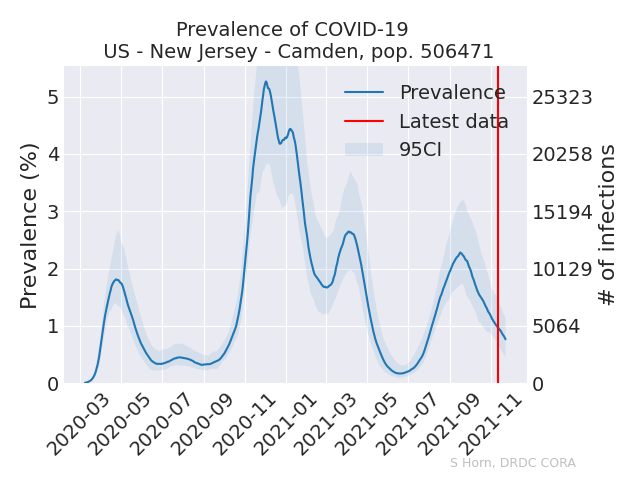 Prevalence of COVID-19
US - New Jersey - Camden, pop. 506471
Prevalence
Latest data
95CI
Prevalence (%)
5
4
3
2
1
0
25323
20258
15194
10129
5064
0
# of infections
2020-03
2020-05
2020-07
2020-09
2020-11
2021-01
2021-03
2021-05
2021-07
2021-09
2021-11
S Horn, DRDC CORA